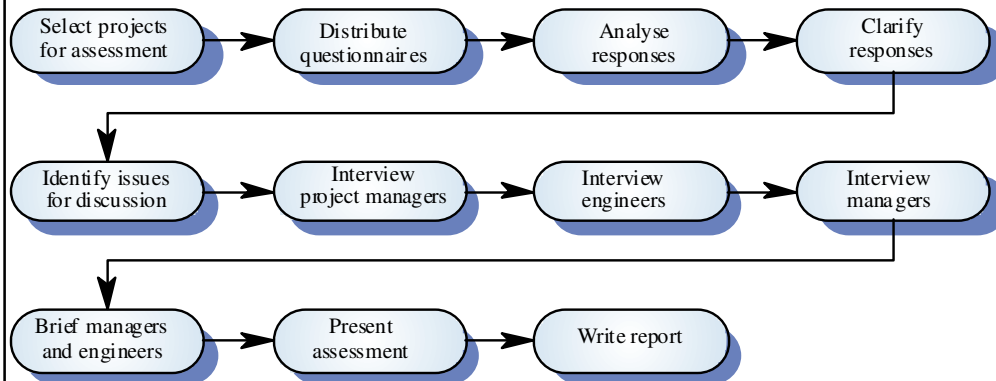 Select projects
for assessment
Distribute
questionnaires
Analyse
responses
Clarify
responses
Identify issues
for discussion
Interview
project managers
Interview
engineers
Interview
managers
Brief managers
and engineers
Present
assessment
Write report